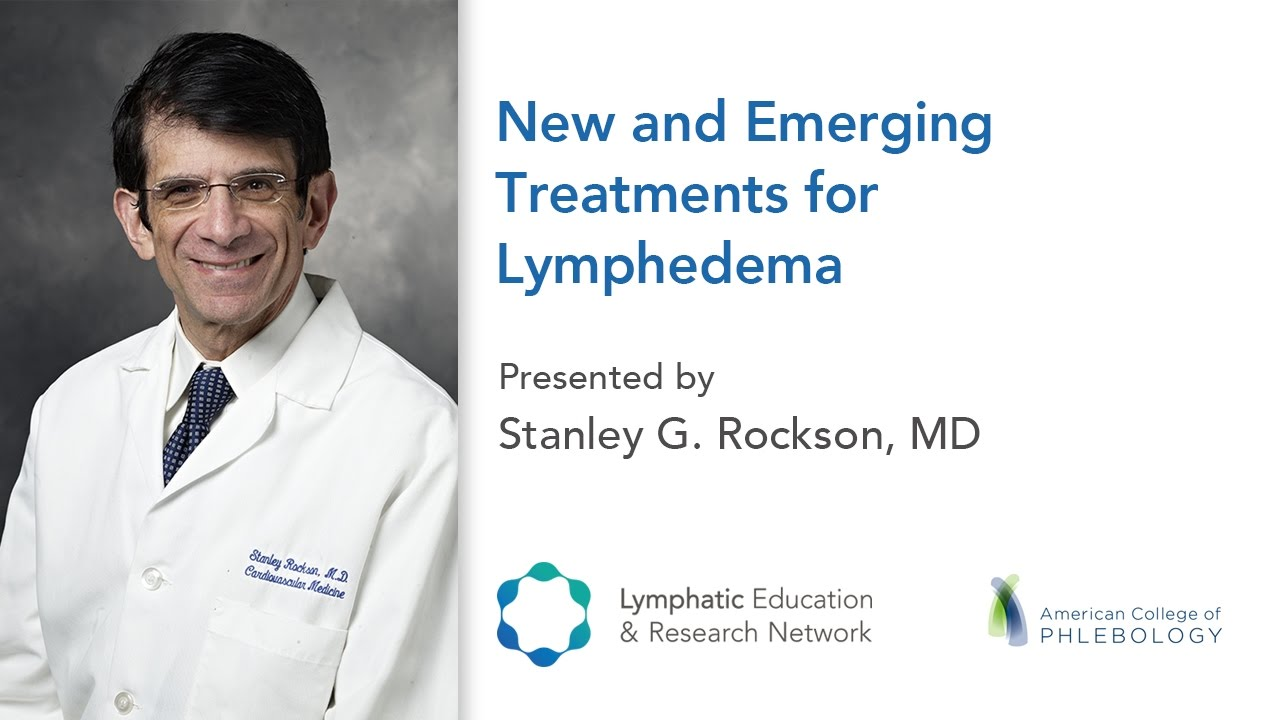 New and Emerging
Treatments for
Lymphedema
Presented by
Stanley G. Rockson, MD
Stanley Rockson, M.D.
Cardiovascular Medicine
Lymphatic Education
& Research Network
American College of
PHLEBOLOGY